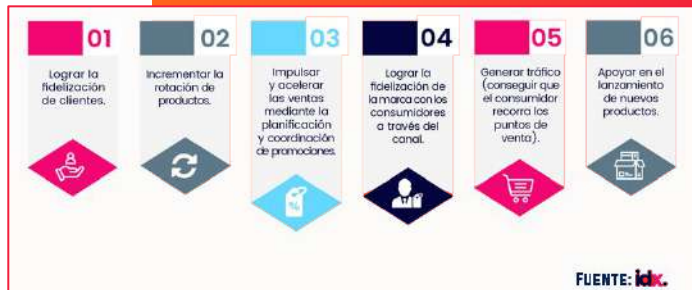 01
Lograr la
fidelización
de clientes.
02
Incrementar la
rotación de
productos.
03
Impulsar
y acelerar
las ventas
mediante la
planificación
y coordinación
de promociones.
%
04
Lograr la
fidelización de
la marca con los
consumidores
a través del
canal.
05
Generar tráfico
(conseguir que
el consumidor
recorra los
puntos de
venta).
06
Apoyar en el
lanzamiento
de nuevos
productos.
FUENTE: idx.